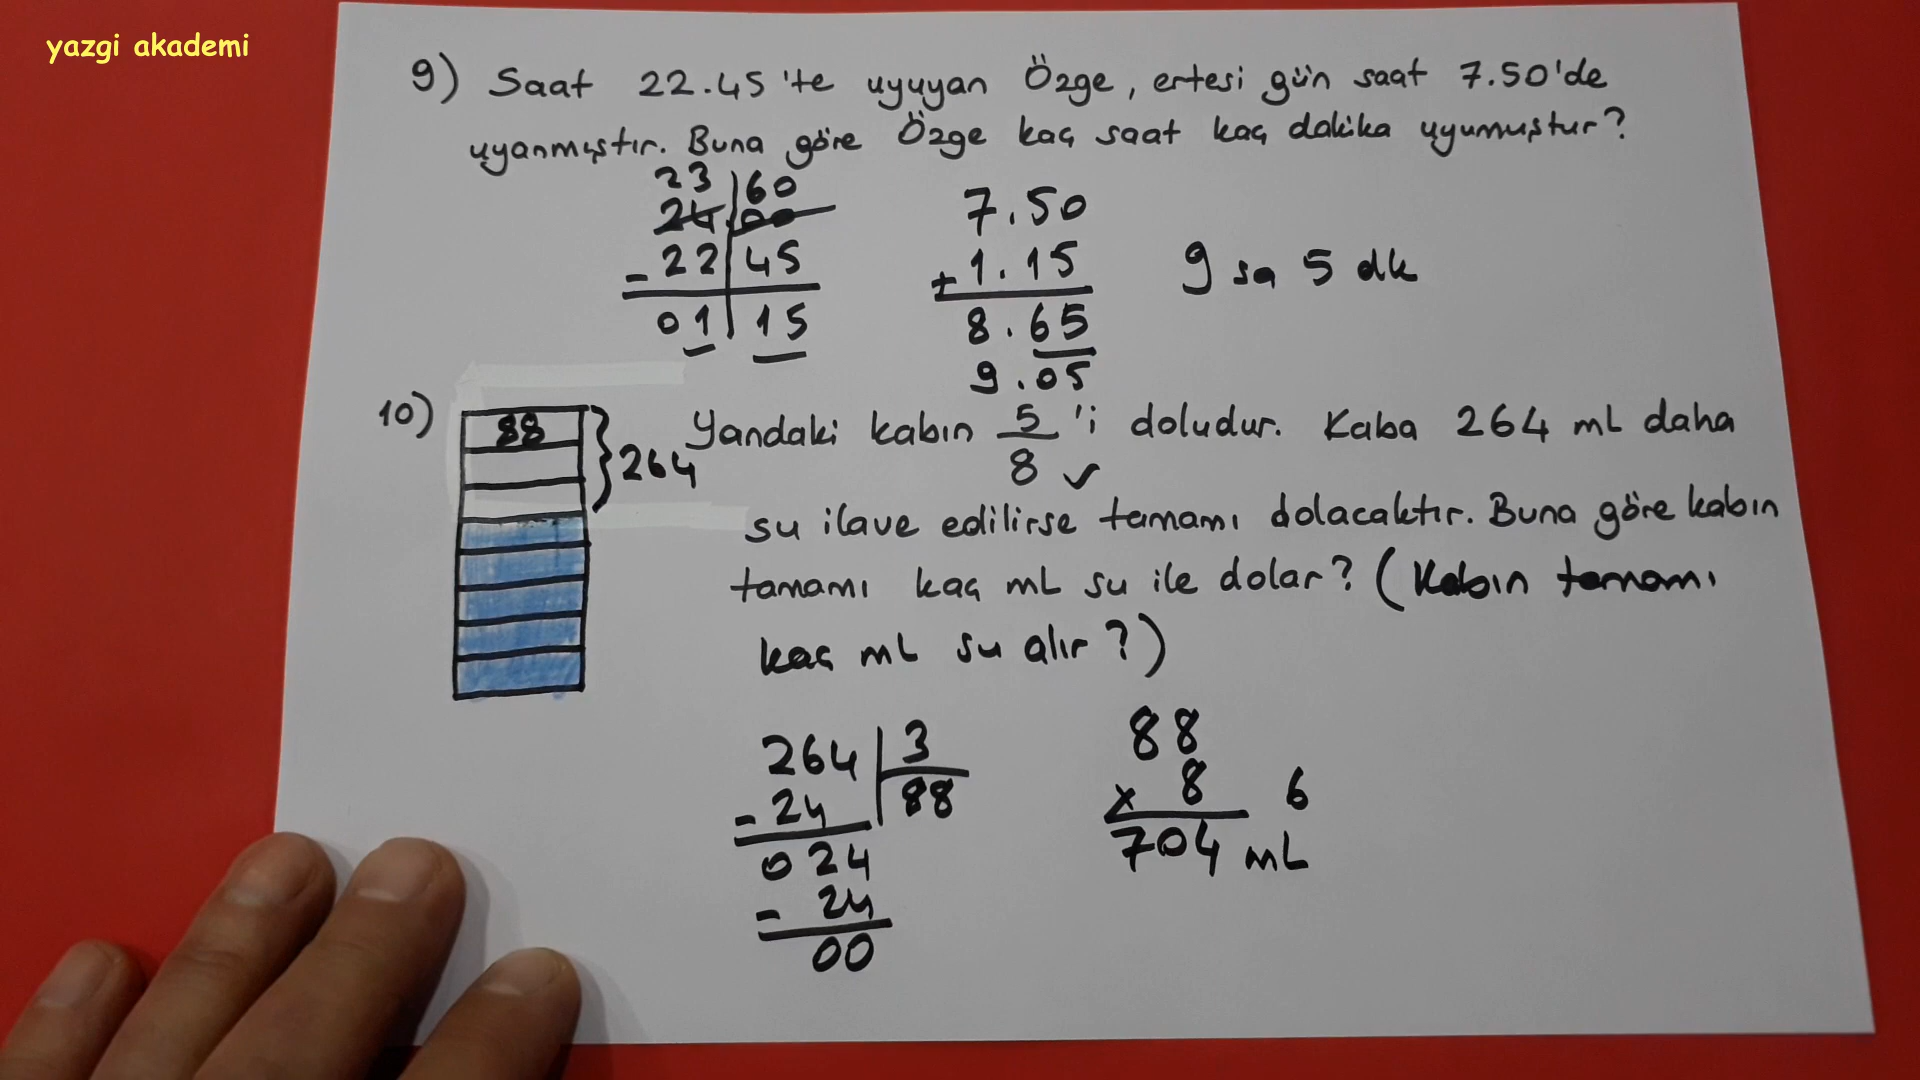 yazgi akademi
9) Saat 22.45'te uyuyan Özge, ertesi gün saat 7.50'de
uyanmıştır. Buna göre Özge kaç saat kaç dakika uyumuştur?
23 | 60
24 | 00
- 22 | 45
01 | 15
7.50
+ 1.15
8.65
9.05
9 sa 5 dk
10)
88
264
Yandaki kabın 5/8'i doludur. Kaba 264 mL daha
su ilave edilirse tamamı dolacaktır. Buna göre kabın
tamamı kaç mL su ile dolar? (Kabın tamamı
kaç mL su alır?)
264 | 3
- 24 | 88
024
- 24
00
88
x 8 6
704 mL